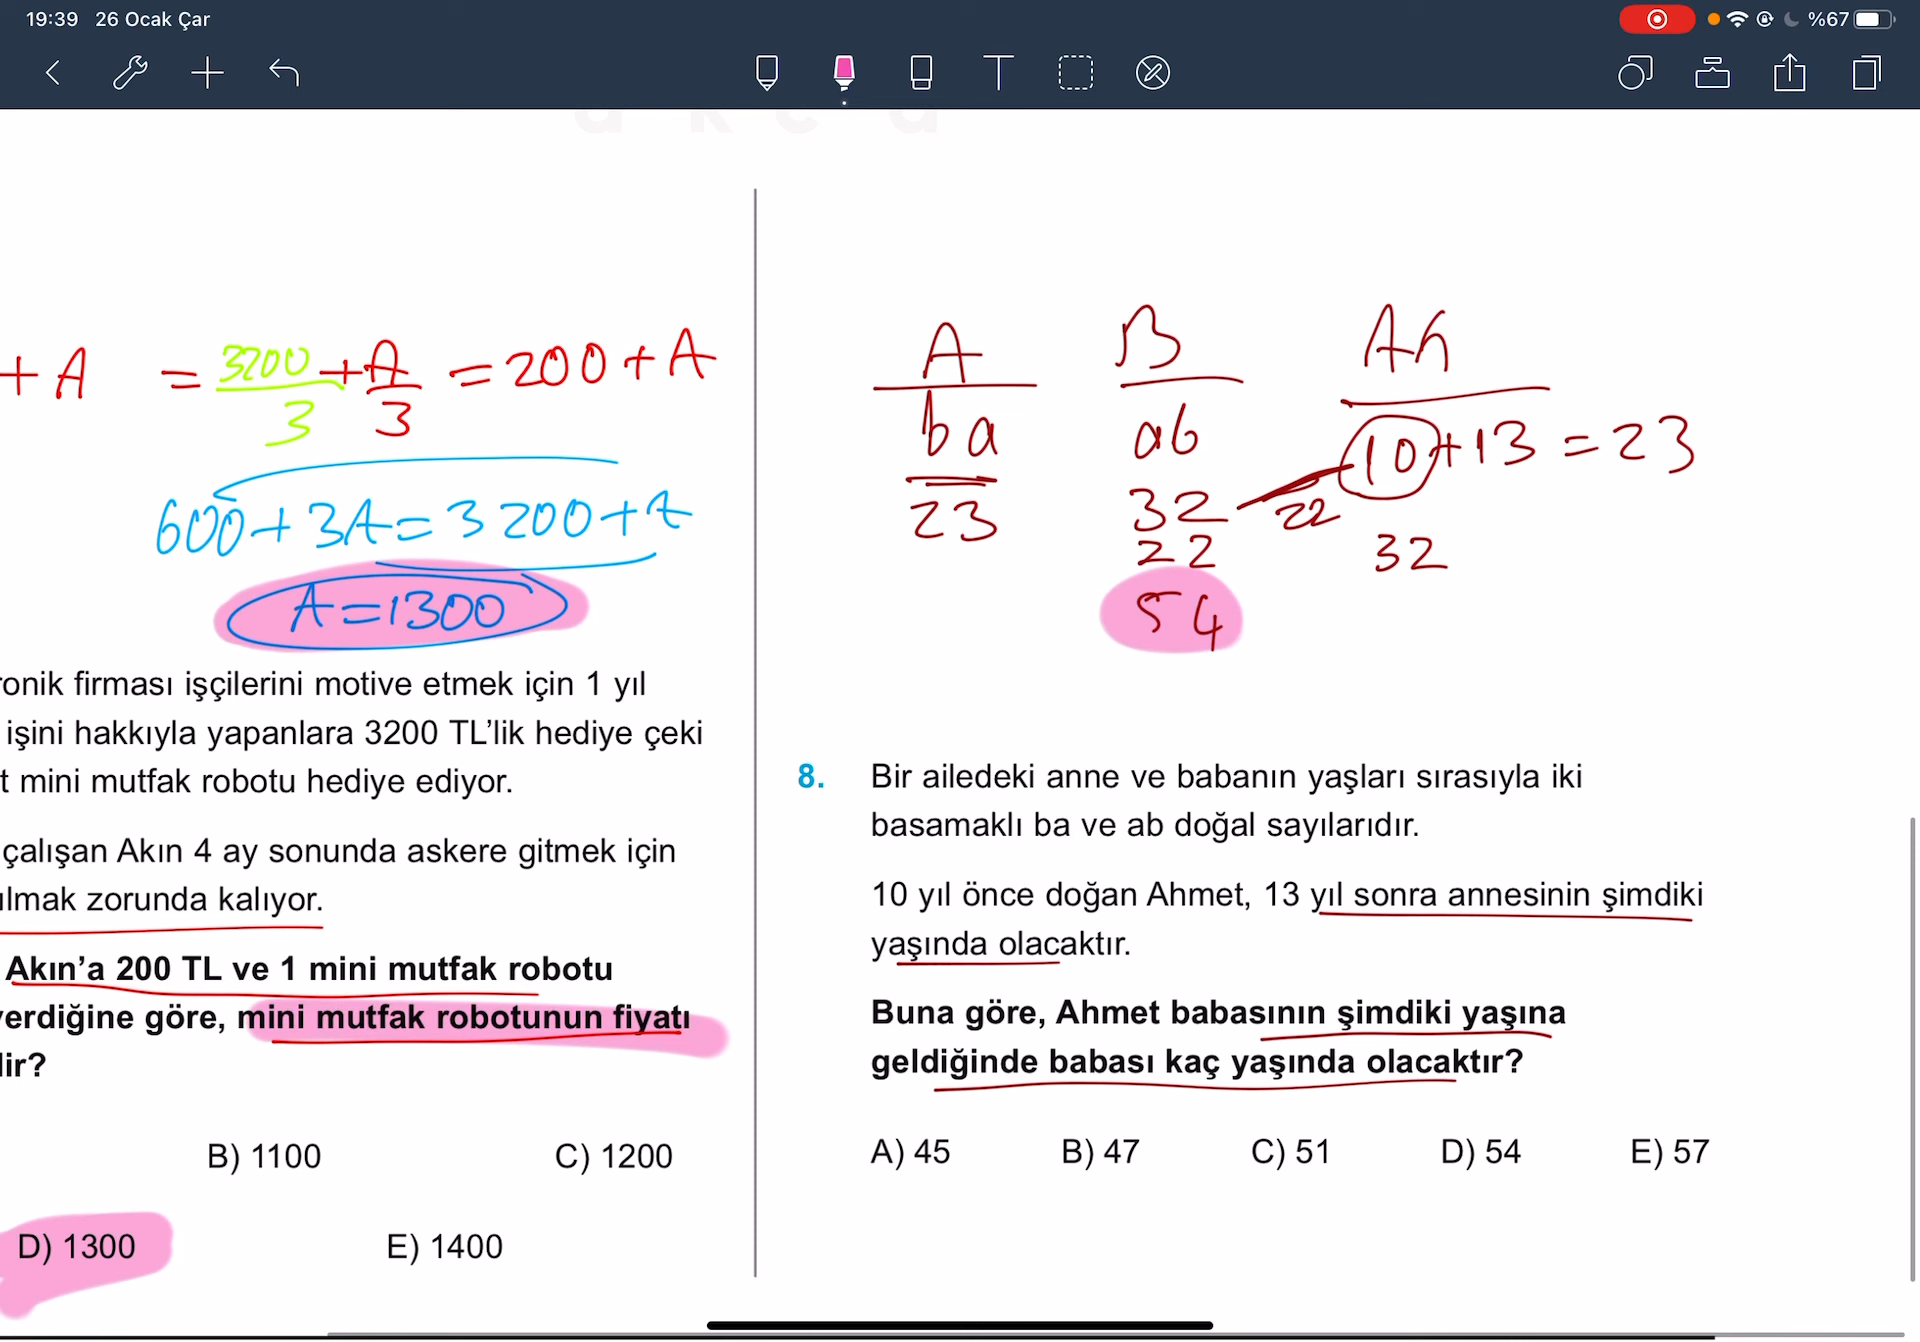 19:39 26 Ocak Çar
%67
+ A = 3200/3 + A/3 = 200 + A
600 + 3A = 3200 + A
A = 1300
ronik firması işçilerini motive etmek için 1 yıl
işini hakkıyla yapanlara 3200 TL'lik hediye çeki
t mini mutfak robotu hediye ediyor.
çalışan Akın 4 ay sonunda askere gitmek için
ılmak zorunda kalıyor.
Akın'a 200 TL ve 1 mini mutfak robotu
verdiğine göre, mini mutfak robotunun fiyatı
dir?
B) 1100 C) 1200
D) 1300 E) 1400
A B Ah
ba ab 10 + 13 = 23
23 32 22
22 32
54
8. Bir ailedeki anne ve babanın yaşları sırasıyla iki
basamaklı ba ve ab doğal sayılarıdır.
10 yıl önce doğan Ahmet, 13 yıl sonra annesinin şimdiki
yaşında olacaktır.
Buna göre, Ahmet babasının şimdiki yaşına
geldiğinde babası kaç yaşında olacaktır?
A) 45 B) 47 C) 51 D) 54 E) 57